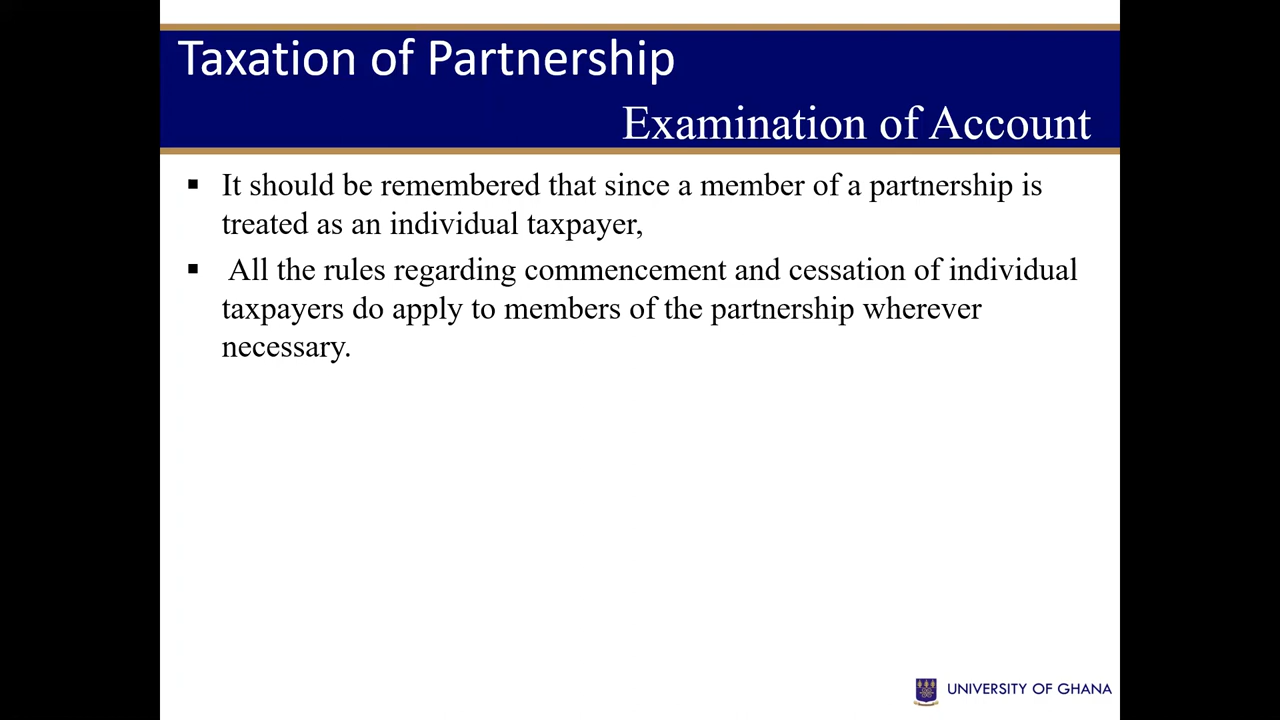 Taxation of Partnership
Examination of Account
▪ It should be remembered that since a member of a partnership is
treated as an individual taxpayer,
▪ All the rules regarding commencement and cessation of individual
taxpayers do apply to members of the partnership wherever
necessary.
UNIVERSITY OF GHANA